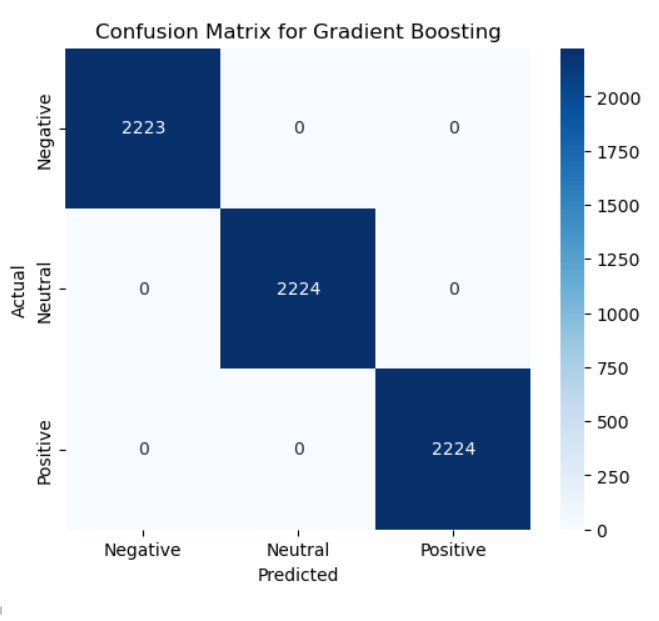 Confusion Matrix for Gradient Boosting
Negative 2223 0 0
Neutral 0 2224 0
Positive 0 0 2224
Actual
Negative Neutral Positive
Predicted
2000
1750
1500
1250
1000
750
500
250
0